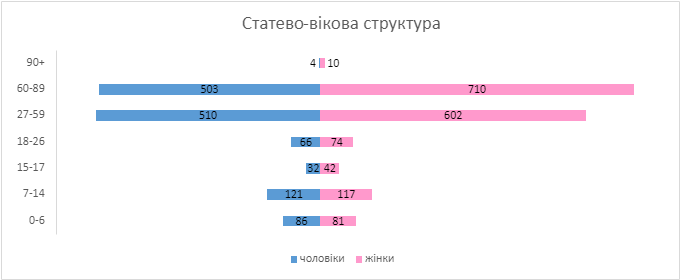 Статево-вікова структура
90+ 4 10
60-89 503 710
27-59 510 602
18-26 66 74
15-17 32 42
7-14 121 117
0-6 86 81
чоловіки жінки